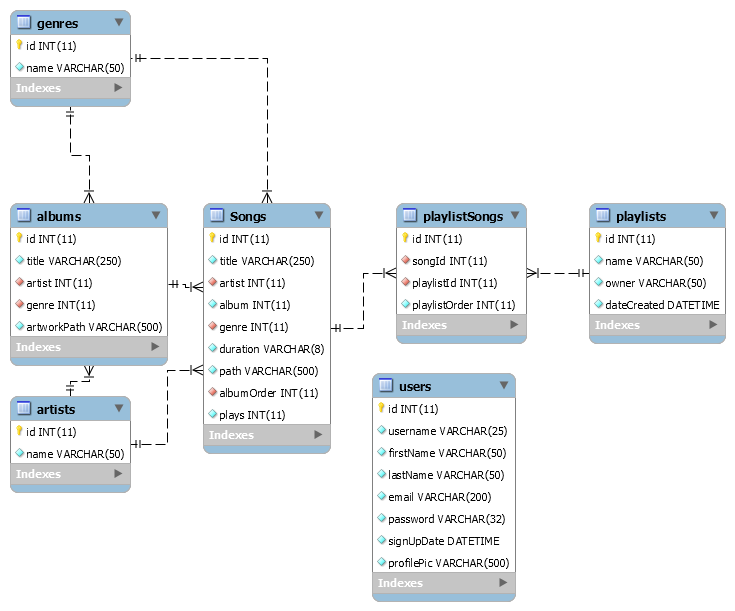 genres
id INT(11)
name VARCHAR(50)
Indexes
albums
id INT(11)
title VARCHAR(250)
artist INT(11)
genre INT(11)
artworkPath VARCHAR(500)
Indexes
Songs
id INT(11)
title VARCHAR(250)
artist INT(11)
album INT(11)
genre INT(11)
duration VARCHAR(8)
path VARCHAR(500)
albumOrder INT(11)
plays INT(11)
Indexes
playlistSongs
id INT(11)
songId INT(11)
playlistId INT(11)
playlistOrder INT(11)
Indexes
playlists
id INT(11)
name VARCHAR(50)
owner VARCHAR(50)
dateCreated DATETIME
Indexes
artists
id INT(11)
name VARCHAR(50)
Indexes
users
id INT(11)
username VARCHAR(25)
firstName VARCHAR(50)
lastName VARCHAR(50)
email VARCHAR(200)
password VARCHAR(32)
signUpDate DATETIME
profilePic VARCHAR(500)
Indexes